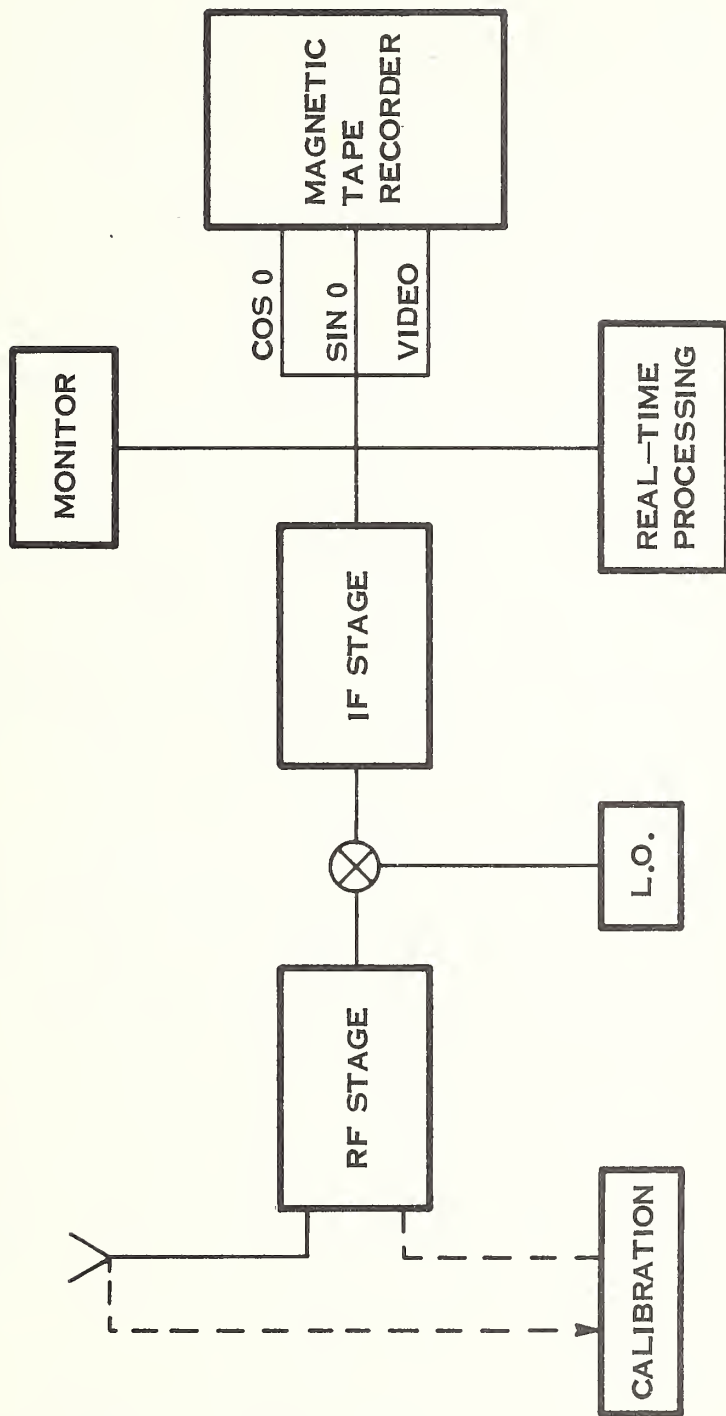 MONITOR
MAGNETIC
TAPE
RECORDER
COS 0
SIN 0
VIDEO
RF STAGE
IF STAGE
CALIBRATION
L.O.
REAL–TIME
PROCESSING